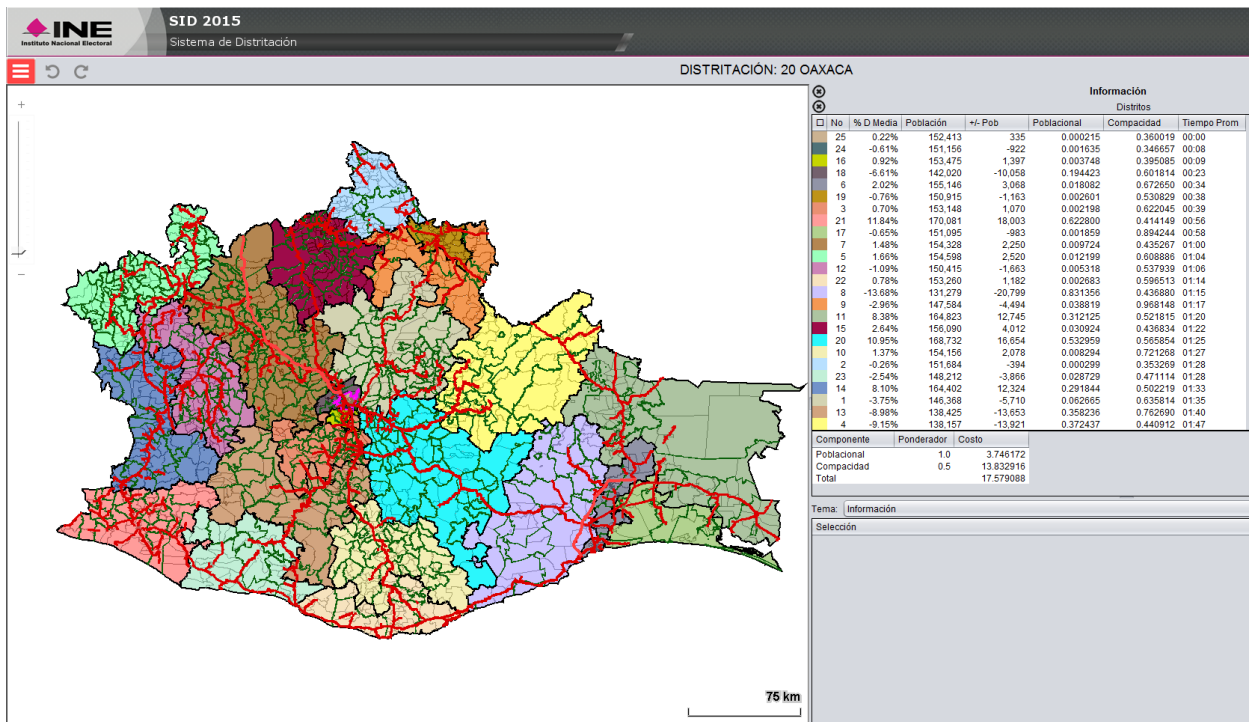 INE
Instituto Nacional Electoral
SID 2015
Sistema de Distritación
DISTRITACIÓN: 20 OAXACA
+
−
75 km
Información
Distritos
No % D Media Población +/- Pob Poblacional Compacidad Tiempo Prom
25 0.22% 152,413 335 0.000215 0.360019 00:00
24 -0.61% 151,156 -922 0.001635 0.346657 00:08
16 0.92% 153,475 1,397 0.003748 0.395085 00:09
18 -6.61% 142,020 -10,058 0.194423 0.601814 00:23
6 2.02% 155,146 3,068 0.018082 0.672650 00:34
19 -0.76% 150,915 -1,163 0.002601 0.530829 00:38
3 0.70% 153,148 1,070 0.002198 0.622045 00:39
21 11.84% 170,081 18,003 0.622800 0.414149 00:56
17 -0.65% 151,095 -983 0.001859 0.894244 00:58
7 1.48% 154,328 2,250 0.009724 0.435267 01:00
5 1.66% 154,598 2,520 0.012199 0.608886 01:04
12 -1.09% 150,415 -1,663 0.005318 0.537939 01:06
22 0.78% 153,260 1,182 0.002683 0.596513 01:14
8 -13.68% 131,279 -20,799 0.831356 0.436880 01:15
9 -2.96% 147,584 -4,494 0.038819 0.968148 01:17
11 8.38% 164,823 12,745 0.312125 0.521815 01:20
15 2.64% 156,090 4,012 0.030924 0.436834 01:22
20 10.95% 168,732 16,654 0.532959 0.565854 01:25
10 1.37% 154,156 2,078 0.008294 0.721268 01:27
2 -0.26% 151,684 -394 0.000299 0.353269 01:28
23 -2.54% 148,212 -3,866 0.028729 0.471114 01:28
14 8.10% 164,402 12,324 0.291844 0.502219 01:33
1 -3.75% 146,368 -5,710 0.062665 0.635814 01:35
13 -8.98% 138,425 -13,653 0.358236 0.762690 01:40
4 -9.15% 138,157 -13,921 0.372437 0.440912 01:47
Componente Ponderador Costo
Poblacional 1.0 3.746172
Compacidad 0.5 13.832916
Total 17.579088
Tema: Información
Selección